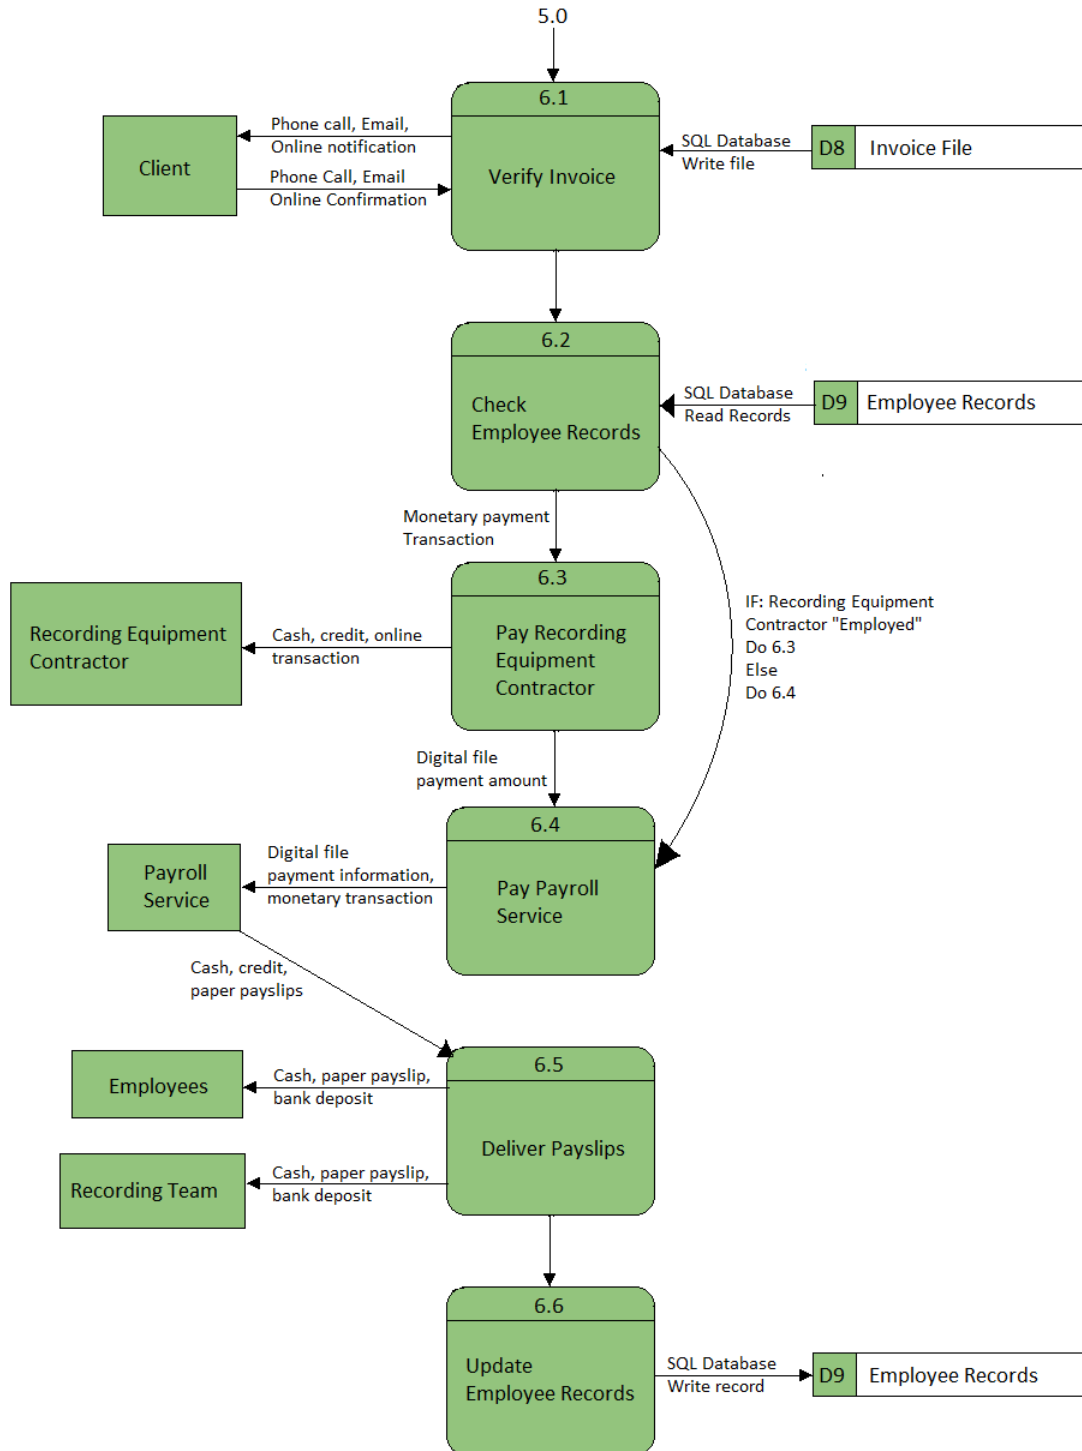 5.0
6.1
Verify Invoice
Client
Phone call, Email,
Online notification
Phone Call, Email
Online Confirmation
SQL Database
Write file
D8
Invoice File
6.2
Check
Employee Records
SQL Database
Read Records
D9
Employee Records
Monetary payment
Transaction
6.3
Pay Recording
Equipment
Contractor
Recording Equipment
Contractor
Cash, credit, online
transaction
IF: Recording Equipment
Contractor "Employed"
Do 6.3
Else
Do 6.4
Digital file
payment amount
6.4
Pay Payroll
Service
Payroll
Service
Digital file
payment information,
monetary transaction
Cash, credit,
paper payslips
6.5
Deliver Payslips
Employees
Cash, paper payslip,
bank deposit
Recording Team
Cash, paper payslip,
bank deposit
6.6
Update
Employee Records
SQL Database
Write record
D9
Employee Records